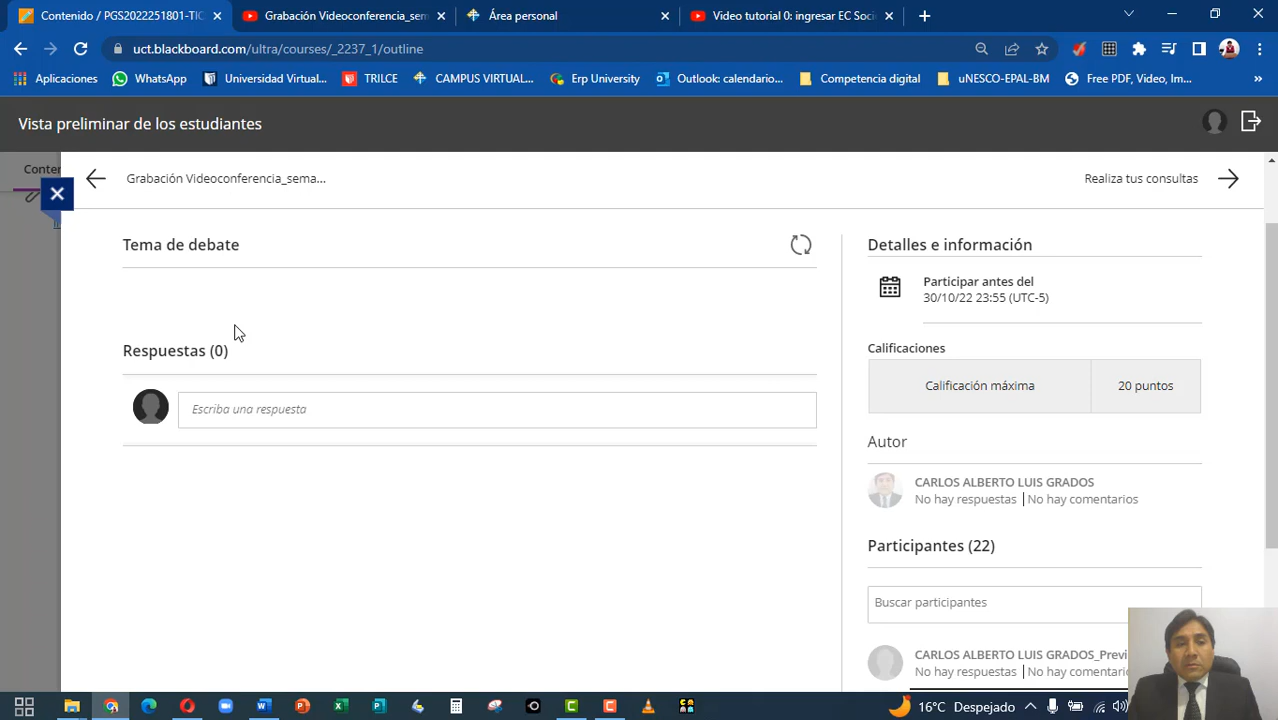 Contenido / PGS2022251801-TIC
Grabación Videoconferencia_sem
Área personal
Video tutorial 0: ingresar EC Soci
uct.blackboard.com/ultra/courses/_2237_1/outline
Aplicaciones
WhatsApp
Universidad Virtual...
TRILCE
CAMPUS VIRTUAL...
Erp University
Outlook: calendario...
Competencia digital
uNESCO-EPAL-BM
Free PDF, Video, Im...
Vista preliminar de los estudiantes
Conten
Grabación Videoconferencia_sema...
Realiza tus consultas
Tema de debate
Detalles e información
Participar antes del
30/10/22 23:55 (UTC-5)
Respuestas (0)
Calificaciones
Calificación máxima
20 puntos
Escriba una respuesta
Autor
CARLOS ALBERTO LUIS GRADOS
No hay respuestas | No hay comentarios
Participantes (22)
Buscar participantes
CARLOS ALBERTO LUIS GRADOS_Previ
No hay respuestas | No hay comentario
16°C Despejado